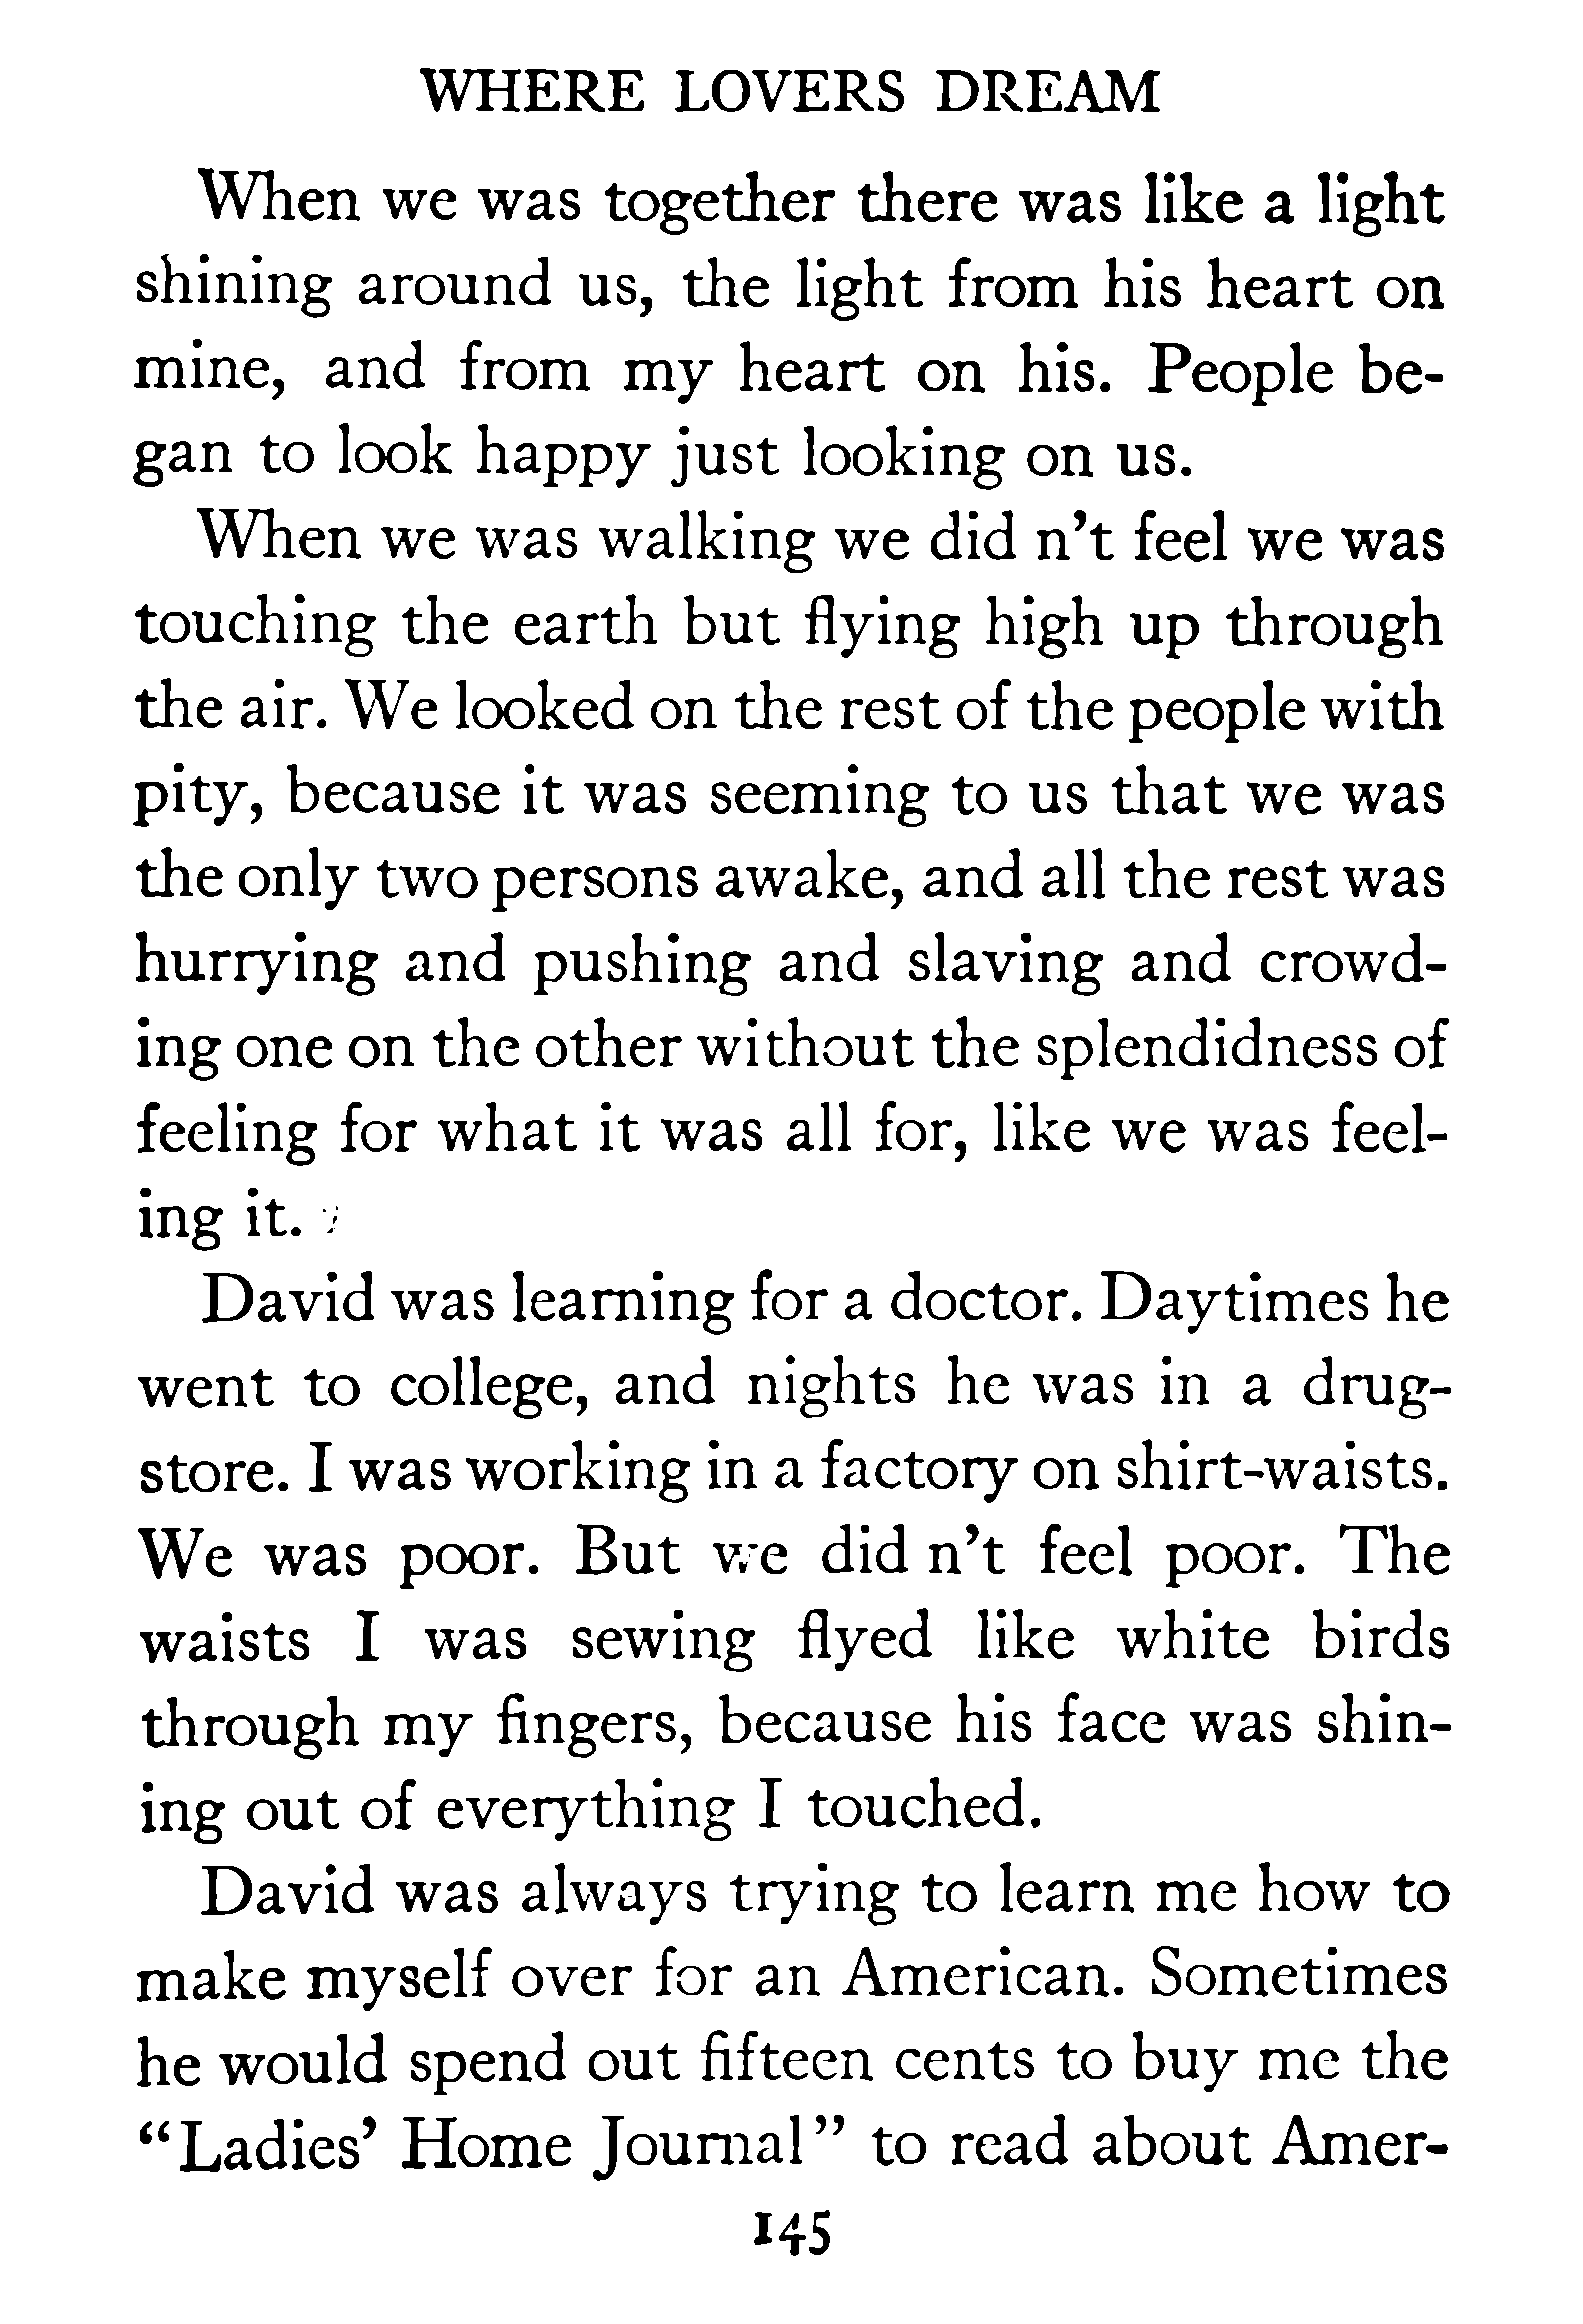 WHERE LOVERS DREAM
When we was together there was like a light
shining around us, the light from his heart on
mine, and from my heart on his. People be-
gan to look happy just looking on us.
When we was walking we did n't feel we was
touching the earth but flying high up through
the air. We looked on the rest of the people with
pity, because it was seeming to us that we was
the only two persons awake, and all the rest was
hurrying and pushing and slaving and crowd-
ing one on the other without the splendidness of
feeling for what it was all for, like we was feel-
ing it.
David was learning for a doctor. Daytimes he
went to college, and nights he was in a drug-
store. I was working in a factory on shirt-waists.
We was poor. But we did n't feel poor. The
waists I was sewing flyed like white birds
through my fingers, because his face was shin-
ing out of everything I touched.
David was always trying to learn me how to
make myself over for an American. Sometimes
he would spend out fifteen cents to buy me the
“Ladies' Home Journal” to read about Amer-
145